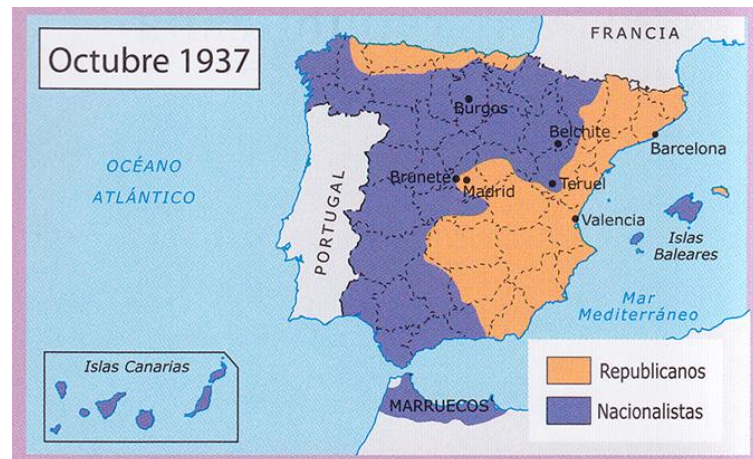 Octubre 1937
FRANCIA
Burgos
Belchite
Barcelona
OCÉANO
ATLÁNTICO
Brunete
Madrid
Teruel
PORTUGAL
Valencia
Islas
Baleares
Mar
Mediterráneo
Islas Canarias
MARRUECOS
Republicanos
Nacionalistas